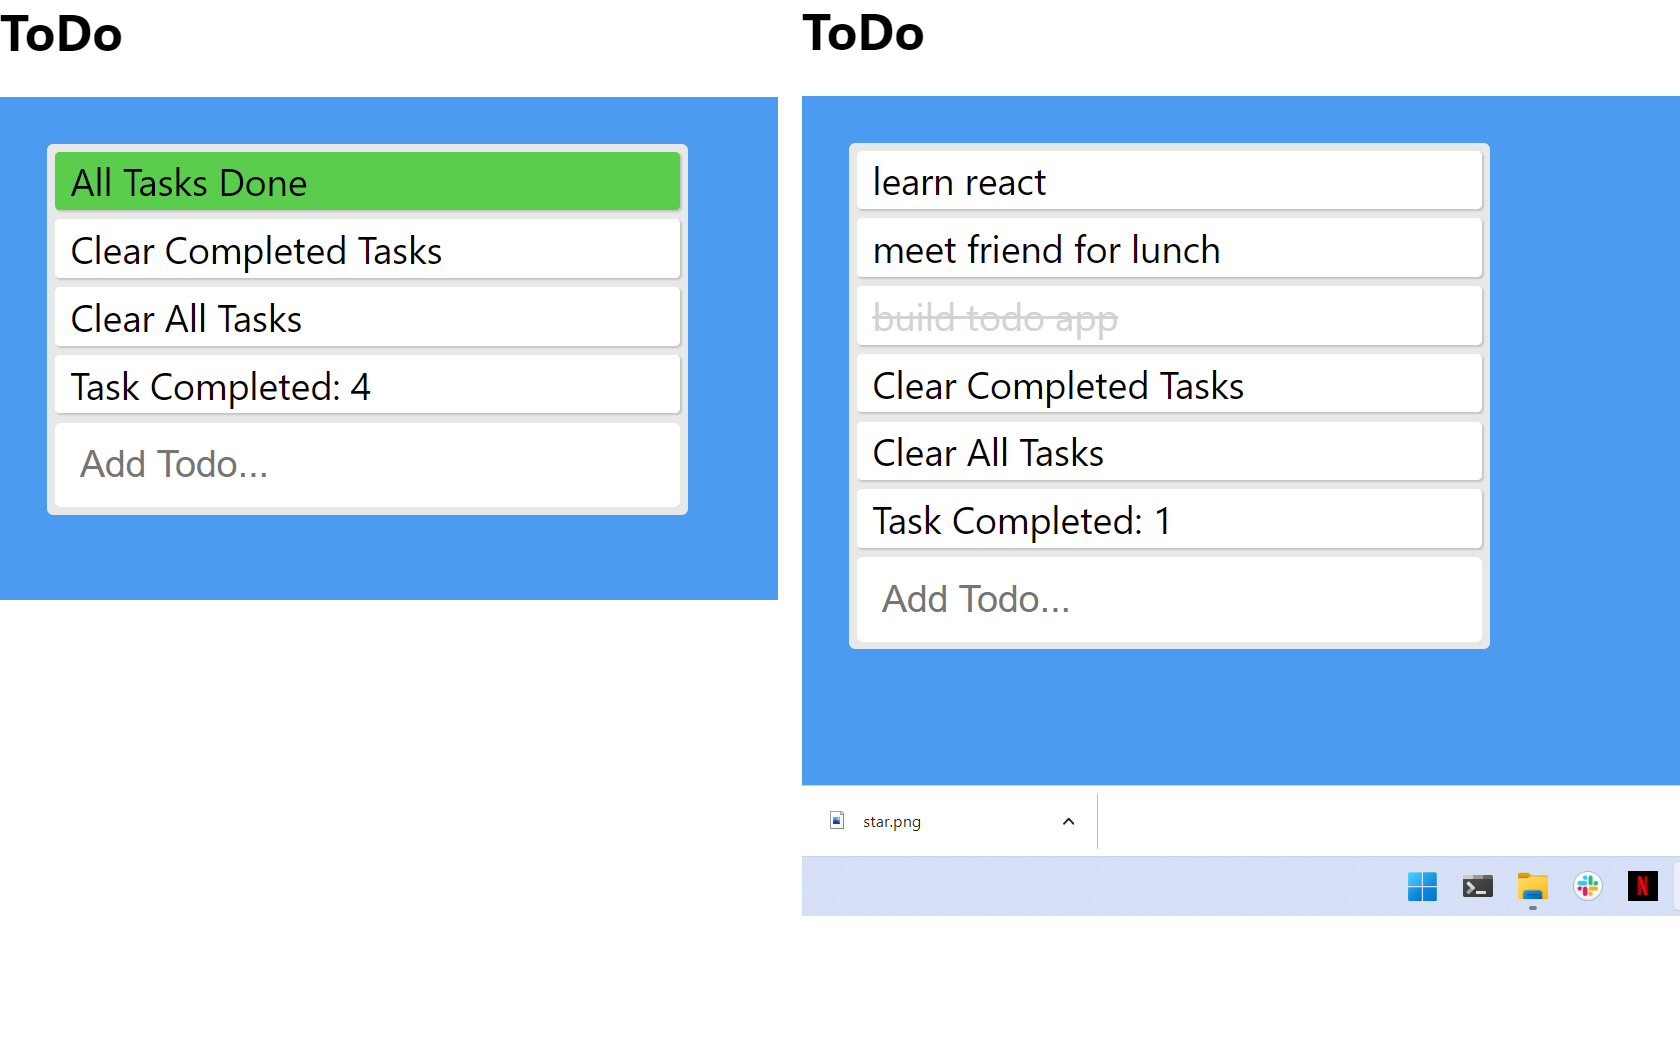 ToDo
All Tasks Done
Clear Completed Tasks
Clear All Tasks
Task Completed: 4
Add Todo...
ToDo
learn react
meet friend for lunch
build todo app
Clear Completed Tasks
Clear All Tasks
Task Completed: 1
Add Todo...
star.png
N